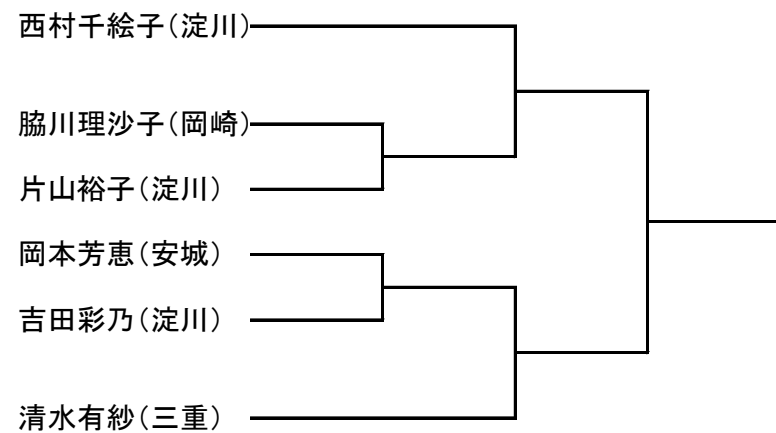 西村千絵子(淀川)
脇川理沙子(岡崎)
片山裕子(淀川)
岡本芳恵(安城)
吉田彩乃(淀川)
清水有紗(三重)